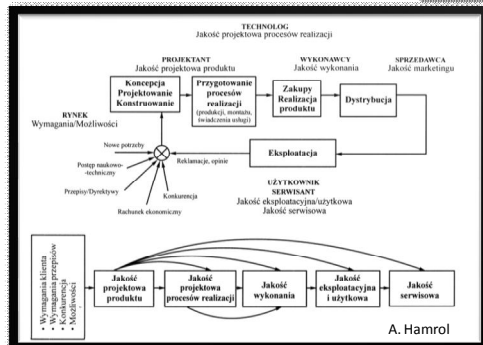 TECHNOLOG
Jakość projektowa procesów realizacji
PROJEKTANT
Jakość projektowa produktu
WYKONAWCY
Jakość wykonania
SPRZEDAWCA
Jakość marketingu
Koncepcja
Projektowanie
Konstruowanie
Przygotowanie
procesów
realizacji
(produkcji, montażu,
świadczenia usługi)
Zakupy
Realizacja
produktu
Dystrybucja
RYNEK
Wymagania/Możliwości
Nowe potrzeby
Postęp naukowo-
-techniczny
Przepisy/Dyrektywy
Rachunek ekonomiczny
Konkurencja
Reklamacje, opinie
Eksploatacja
UŻYTKOWNIK
SERWISANT
Jakość eksploatacyjna/użytkowa
Jakość serwisowa
• Wymagania klienta
• Wymagania przepisów
• Konkurencja
• Możliwości
Jakość
projektowa
produktu
Jakość
projektowa
procesów realizacji
Jakość
wykonania
Jakość
eksploatacyjna
i użytkowa
Jakość
serwisowa
A. Hamrol